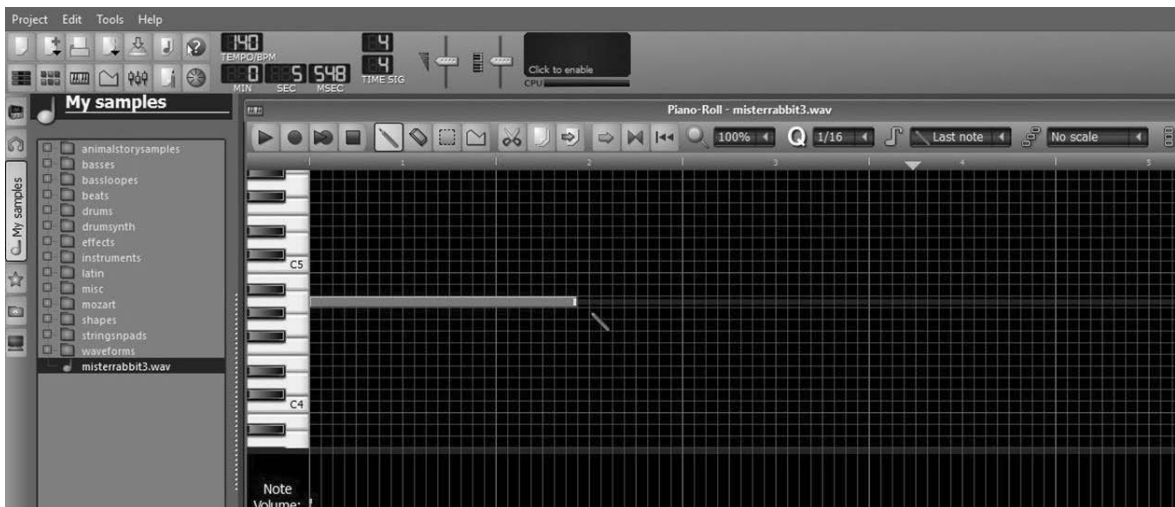 Project Edit Tools Help
140
TEMPO/BPM
4
4
TIME SIG
0 5 548
MIN SEC MSEC
Click to enable
CPU
My samples
My samples
animalstorysamples
basses
bassloopes
beats
drums
drumsynth
effects
instruments
latin
misc
mozart
shapes
stringsnpads
waveforms
misterrabbit3.wav
Piano-Roll - misterrabbit3.wav
100% Q 1/16 Last note No scale
1 2 3 4 5
C5
C4
Note
Volume: